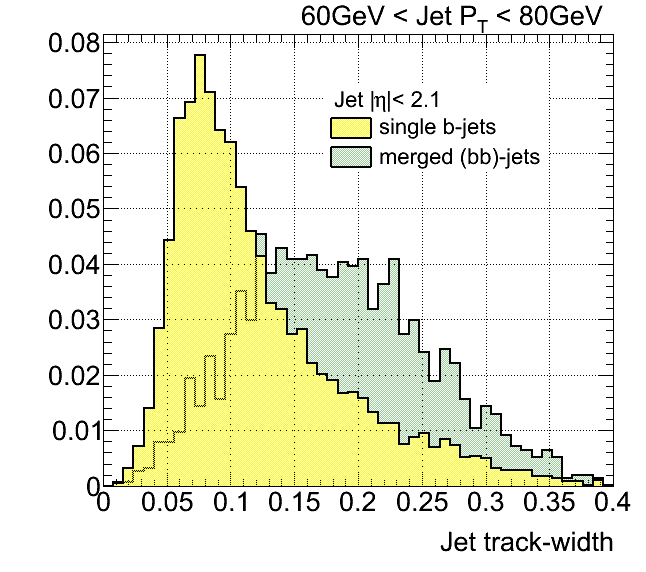 60GeV < Jet P_T < 80GeV
0.08
0.07
0.06
0.05
0.04
0.03
0.02
0.01
0
Jet |η|< 2.1
single b-jets
merged (bb)-jets
0 0.05 0.1 0.15 0.2 0.25 0.3 0.35 0.4
Jet track-width